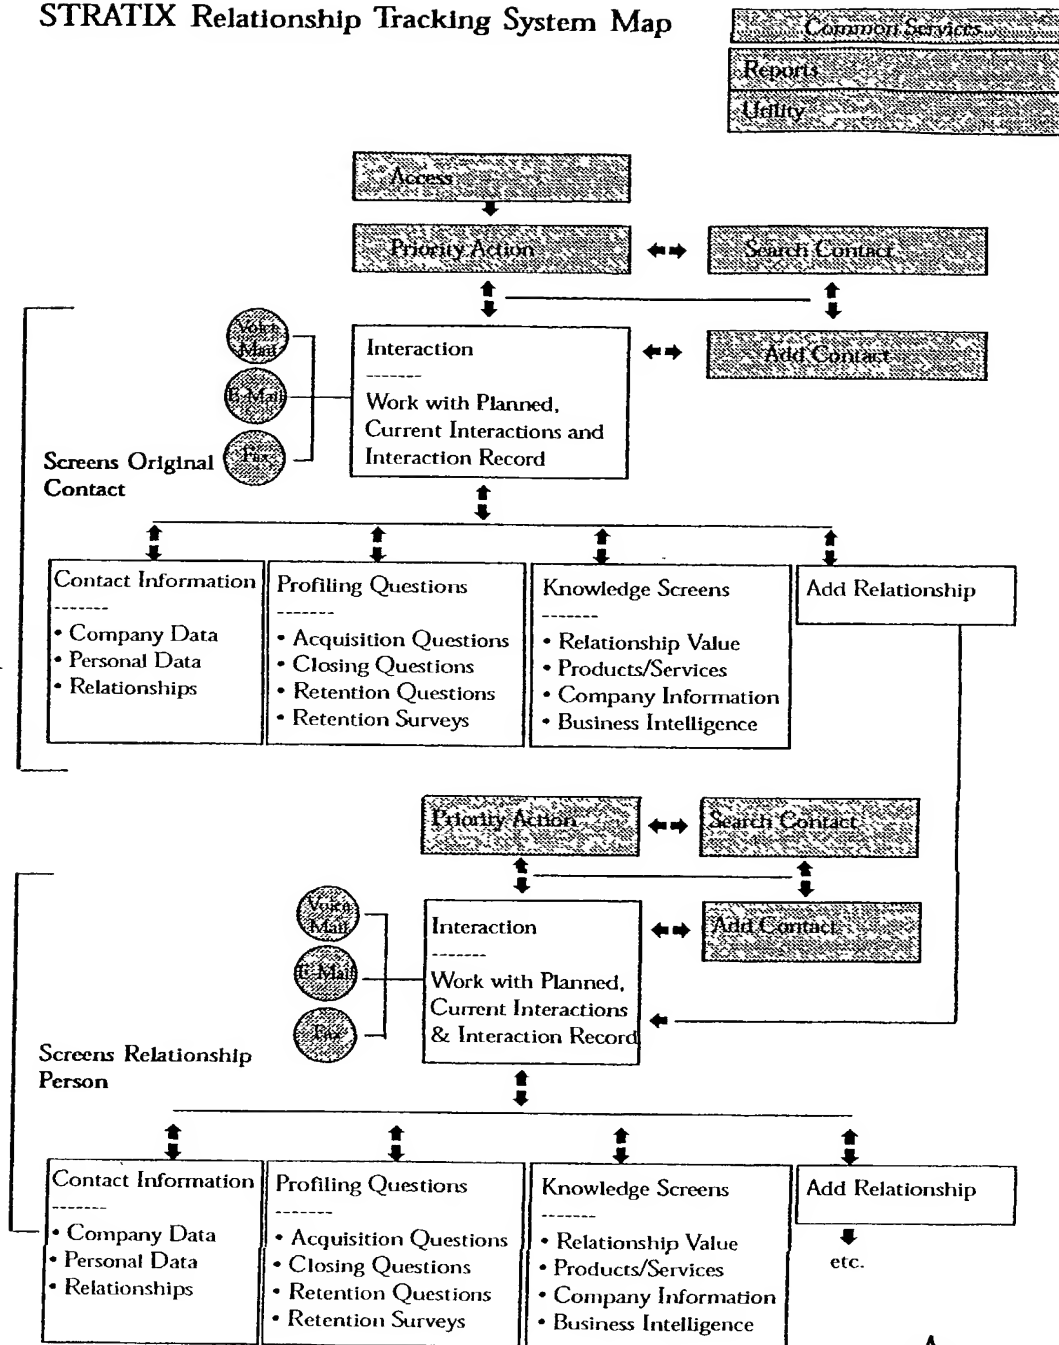 STRATIX Relationship Tracking System Map
Common Services
Reports
Utility
Access
Priority Action
Search Contact
Voice
Mail
E-Mail
Fax
Interaction
-------
Work with Planned,
Current Interactions and
Interaction Record
Add Contact
Screens Original
Contact
Contact Information
-------
• Company Data
• Personal Data
• Relationships
Profiling Questions
-------
• Acquisition Questions
• Closing Questions
• Retention Questions
• Retention Surveys
Knowledge Screens
-------
• Relationship Value
• Products/Services
• Company Information
• Business Intelligence
Add Relationship
Priority Action
Search Contact
Voice
Mail
E-Mail
Fax
Interaction
-------
Work with Planned,
Current Interactions
& Interaction Record
Add Contact
Screens Relationship
Person
Contact Information
-------
• Company Data
• Personal Data
• Relationships
Profiling Questions
-------
• Acquisition Questions
• Closing Questions
• Retention Questions
• Retention Surveys
Knowledge Screens
-------
• Relationship Value
• Products/Services
• Company Information
• Business Intelligence
Add Relationship
etc.